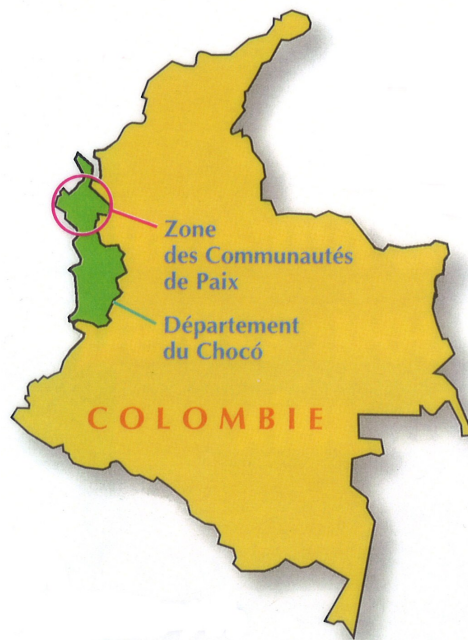 Zone
des Communautés
de Paix
Département
du Chocó
COLOMBIE